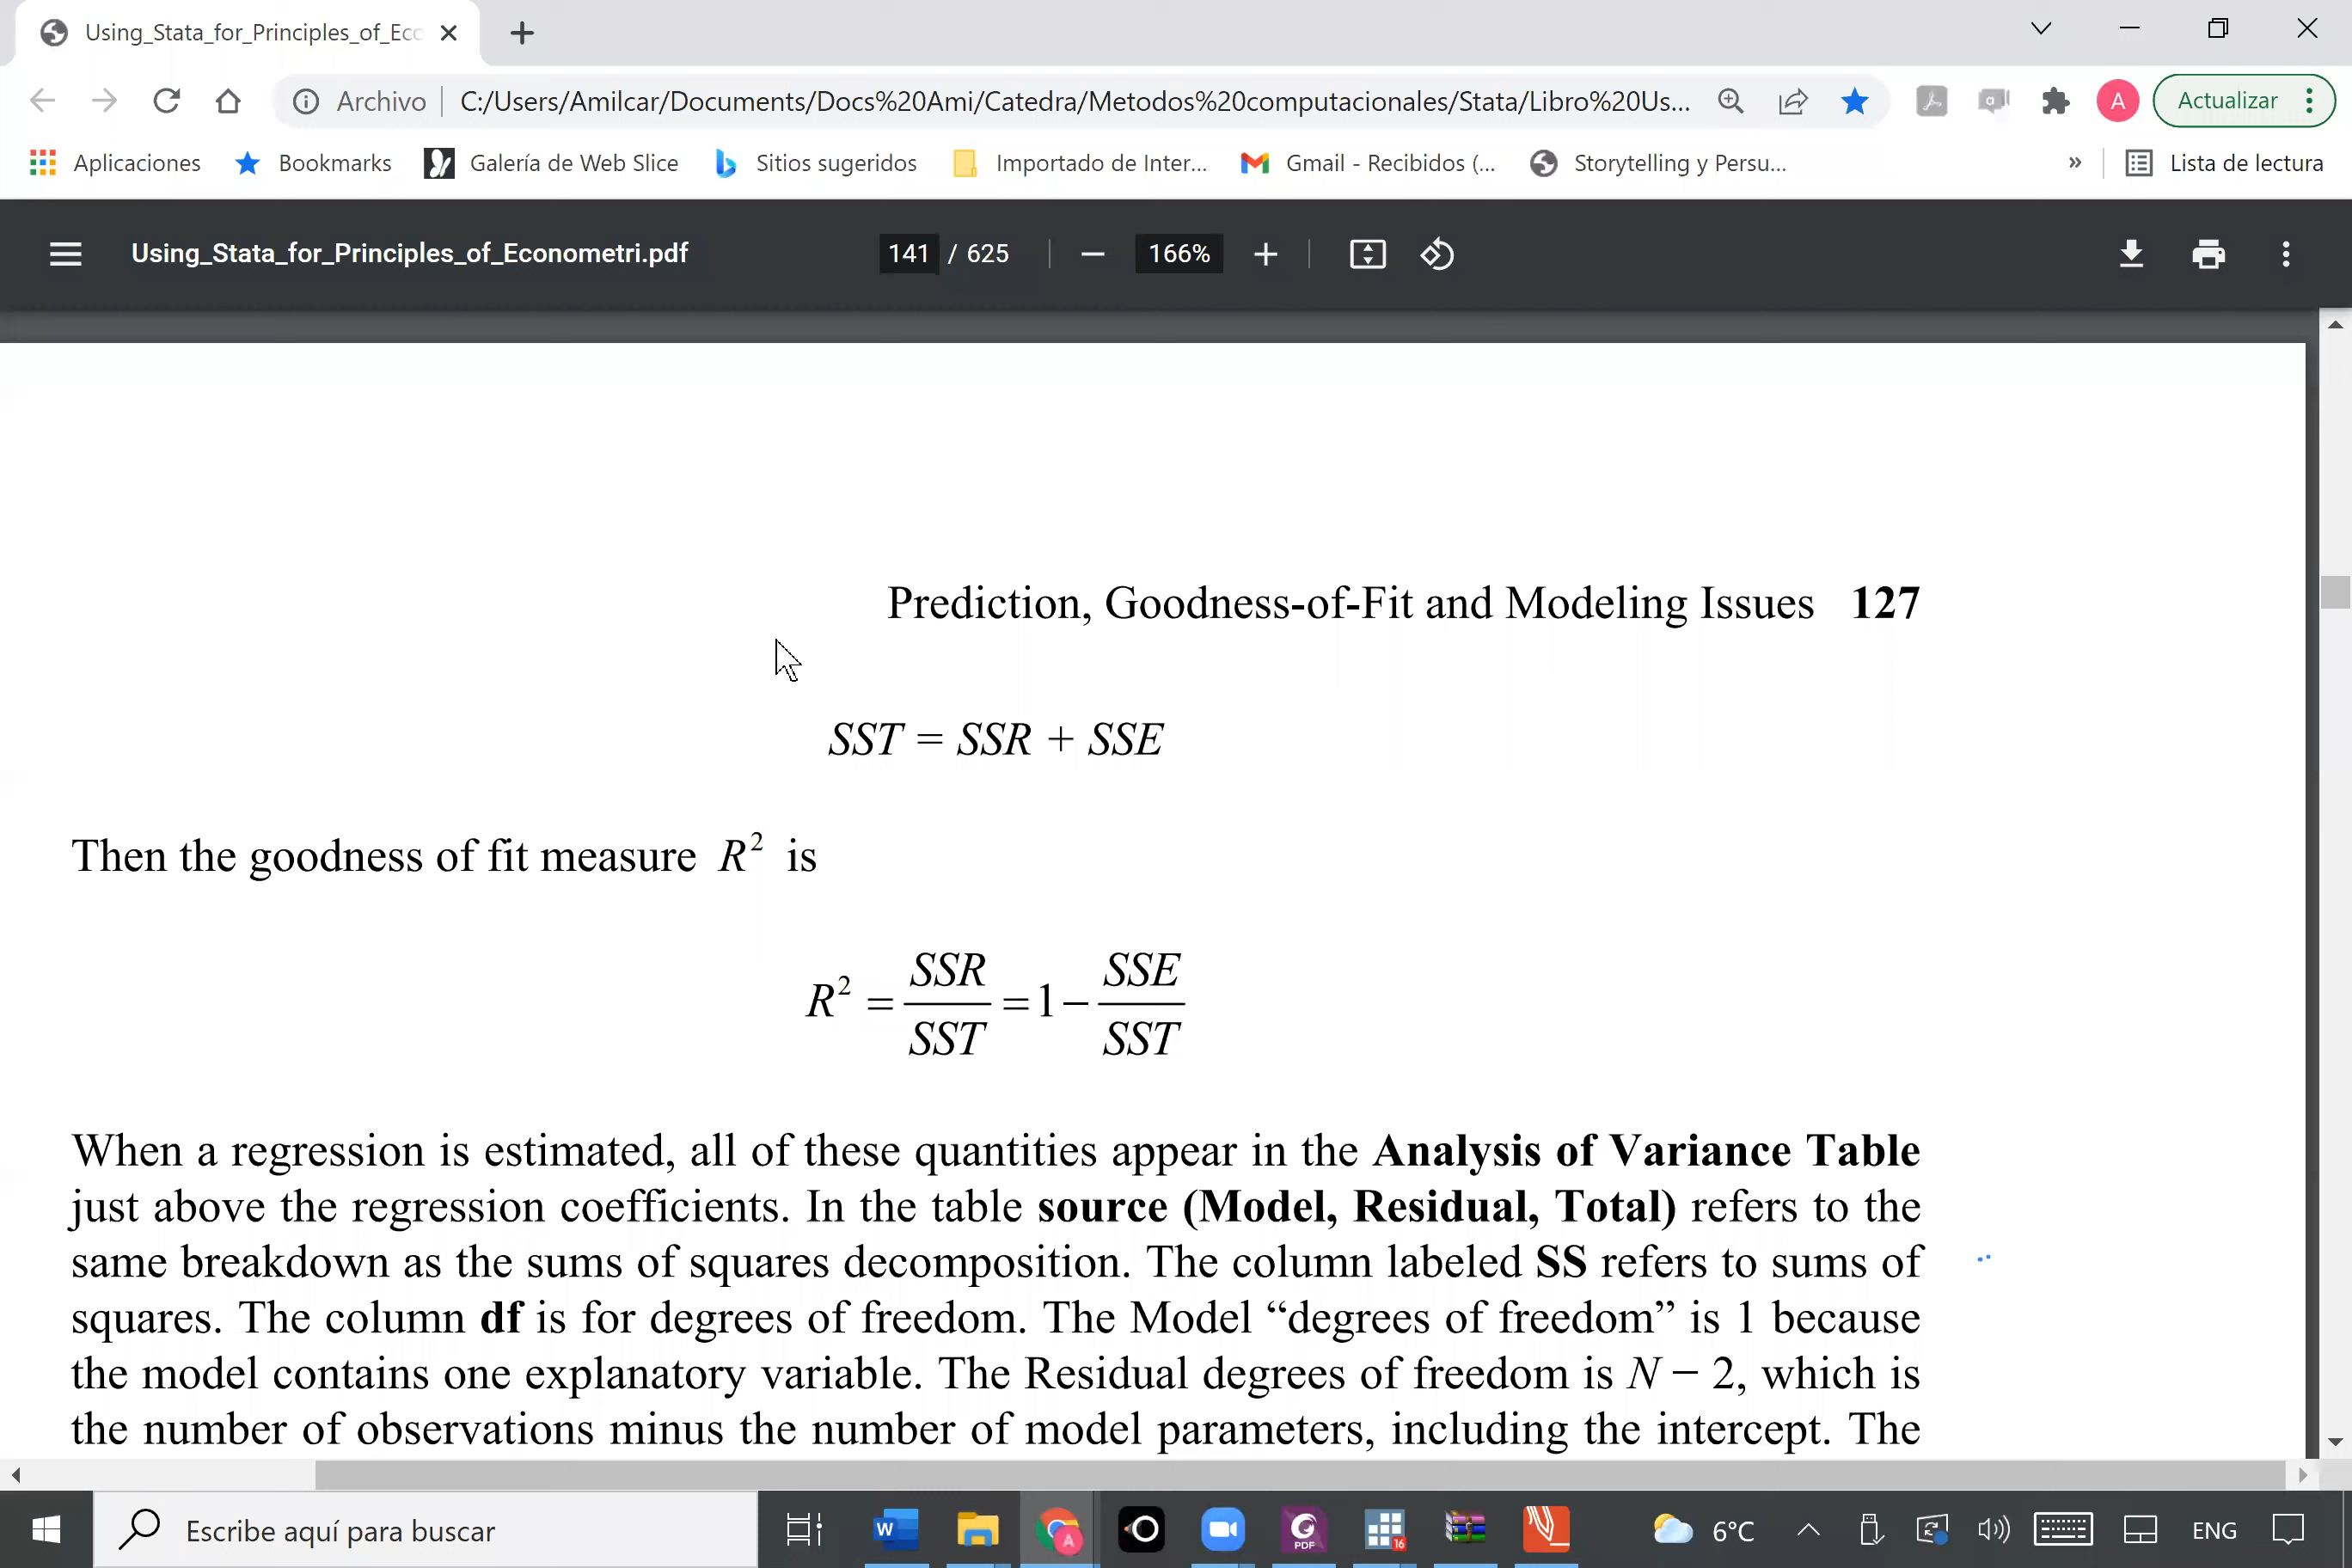 Using_Stata_for_Principles_of_Ecc
Archivo C:/Users/Amilcar/Documents/Docs%20Ami/Catedra/Metodos%20computacionales/Stata/Libro%20Us... A Actualizar
Aplicaciones Bookmarks Galería de Web Slice Sitios sugeridos Importado de Inter... Gmail - Recibidos (... Storytelling y Persu... » Lista de lectura
Using_Stata_for_Principles_of_Econometri.pdf 141 / 625 — 166% +
Prediction, Goodness-of-Fit and Modeling Issues 127
SST = SSR + SSE
Then the goodness of fit measure R² is
R² = SSR/SST = 1 − SSE/SST
When a regression is estimated, all of these quantities appear in the Analysis of Variance Table
just above the regression coefficients. In the table source (Model, Residual, Total) refers to the
same breakdown as the sums of squares decomposition. The column labeled SS refers to sums of
squares. The column df is for degrees of freedom. The Model “degrees of freedom” is 1 because
the model contains one explanatory variable. The Residual degrees of freedom is N − 2, which is
the number of observations minus the number of model parameters, including the intercept. The
Escribe aquí para buscar W A PDF 16 6°C ENG